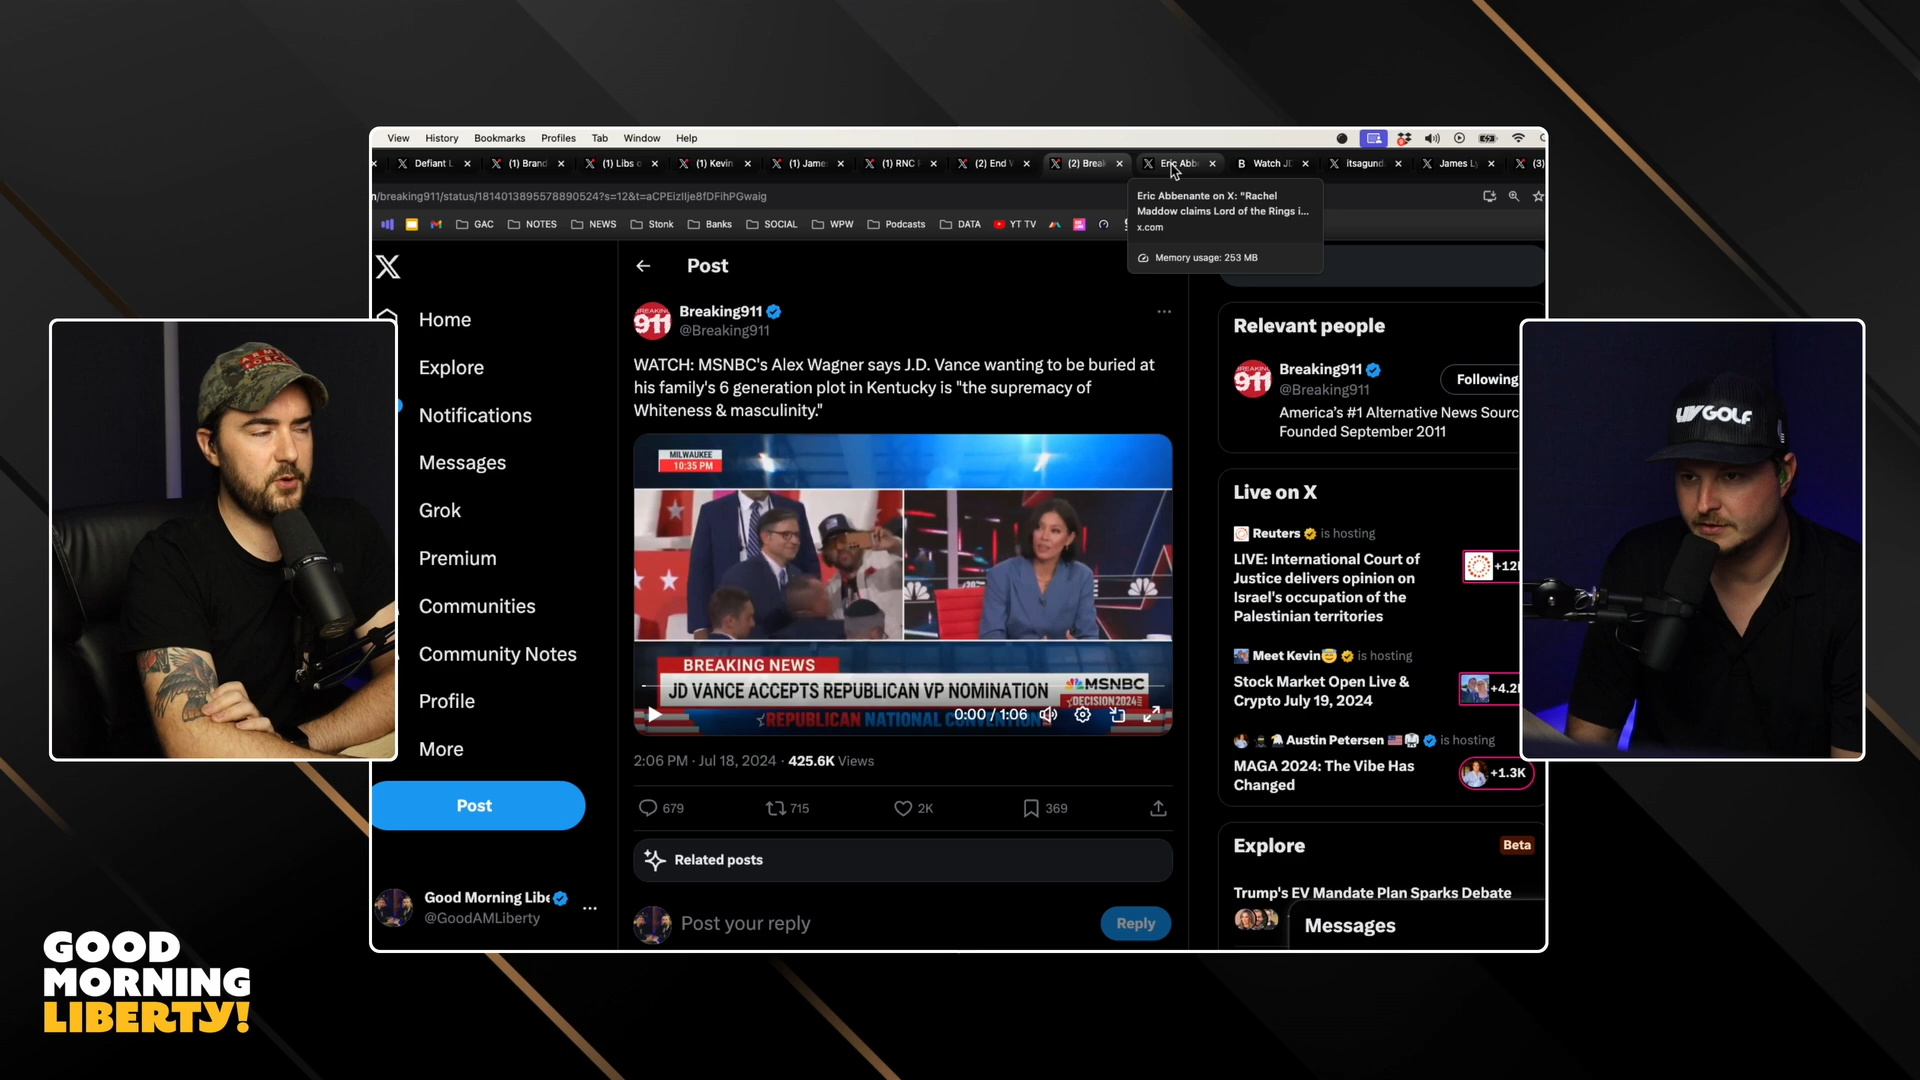 View History Bookmarks Profiles Tab Window Help
Defiant L (1) Brand (1) Libs o (1) Kevin (1) Jame (1) RNC (2) End V (2) Break Eric Abb B Watch JD itsagund James Ly (3)
/breaking911/status/1814013895578890524?s=12&t=aCPEizIlje8fDFihPGwaig
GAC NOTES NEWS Stonk Banks SOCIAL WPW Podcasts DATA YT TV
Eric Abbenante on X: "Rachel
Maddow claims Lord of the Rings i...
x.com
Memory usage: 253 MB
Home
Explore
Notifications
Messages
Grok
Premium
Communities
Community Notes
Profile
More
Post
Good Morning Libe
@GoodAMLiberty
Post
BREAKING
911
Breaking911
@Breaking911
WATCH: MSNBC's Alex Wagner says J.D. Vance wanting to be buried at
his family's 6 generation plot in Kentucky is "the supremacy of
Whiteness & masculinity."
MILWAUKEE
10:35 PM
BREAKING NEWS
JD VANCE ACCEPTS REPUBLICAN VP NOMINATION
MSNBC
DECISION 2024
REPUBLICAN NATIONAL CONVENTION
0:00 / 1:06
2:06 PM · Jul 18, 2024 · 425.6K Views
679 715 2K 369
Related posts
Post your reply
Reply
Relevant people
911
Breaking911
@Breaking911
Following
America's #1 Alternative News Sourc
Founded September 2011
Live on X
Reuters is hosting
LIVE: International Court of
Justice delivers opinion on
Israel's occupation of the
Palestinian territories
+12
Meet Kevin is hosting
Stock Market Open Live &
Crypto July 19, 2024
+4.2
Austin Petersen is hosting
MAGA 2024: The Vibe Has
Changed
+1.3K
Explore
Beta
Trump's EV Mandate Plan Sparks Debate
Messages
GOLF
GOOD
MORNING
LIBERTY!